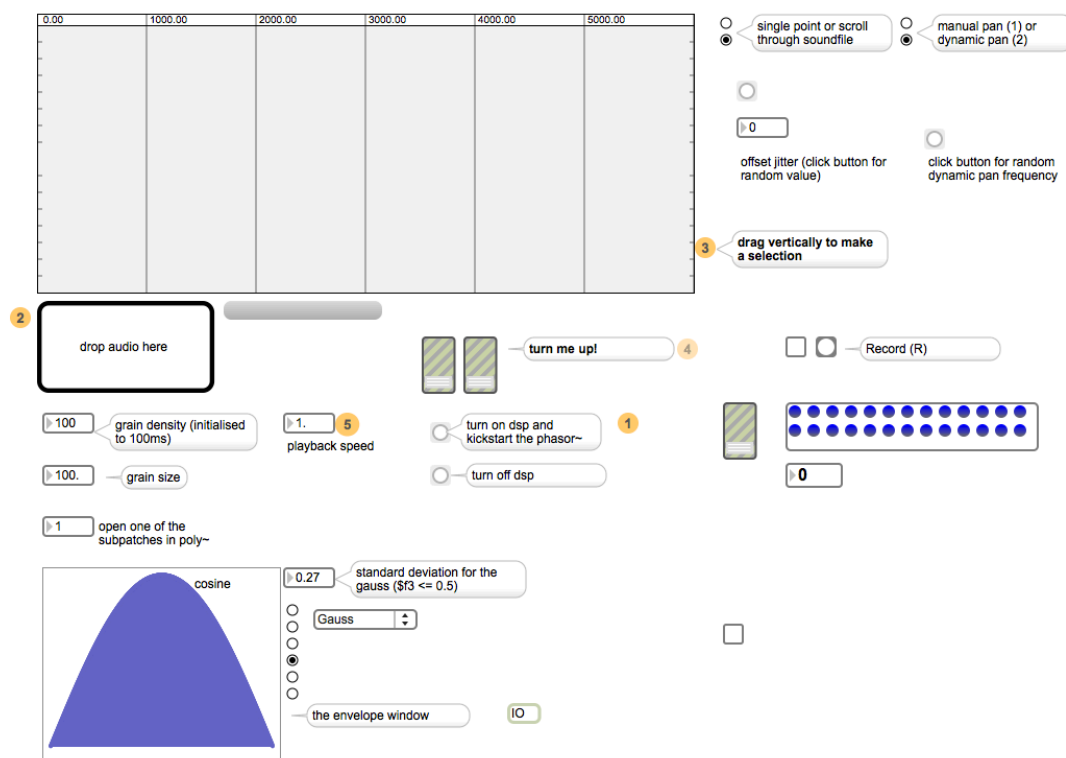 0.00 1000.00 2000.00 3000.00 4000.00 5000.00
single point or scroll
through soundfile
manual pan (1) or
dynamic pan (2)
0
offset jitter (click button for
random value)
click button for random
dynamic pan frequency
3
drag vertically to make
a selection
2
drop audio here
turn me up!
4
Record (R)
100
grain density (initialised
to 100ms)
1.
5
playback speed
turn on dsp and
kickstart the phasor~
1
100.
grain size
turn off dsp
0
1
open one of the
subpatches in poly~
cosine
0.27
standard deviation for the
gauss ($f3 <= 0.5)
Gauss
the envelope window
IO